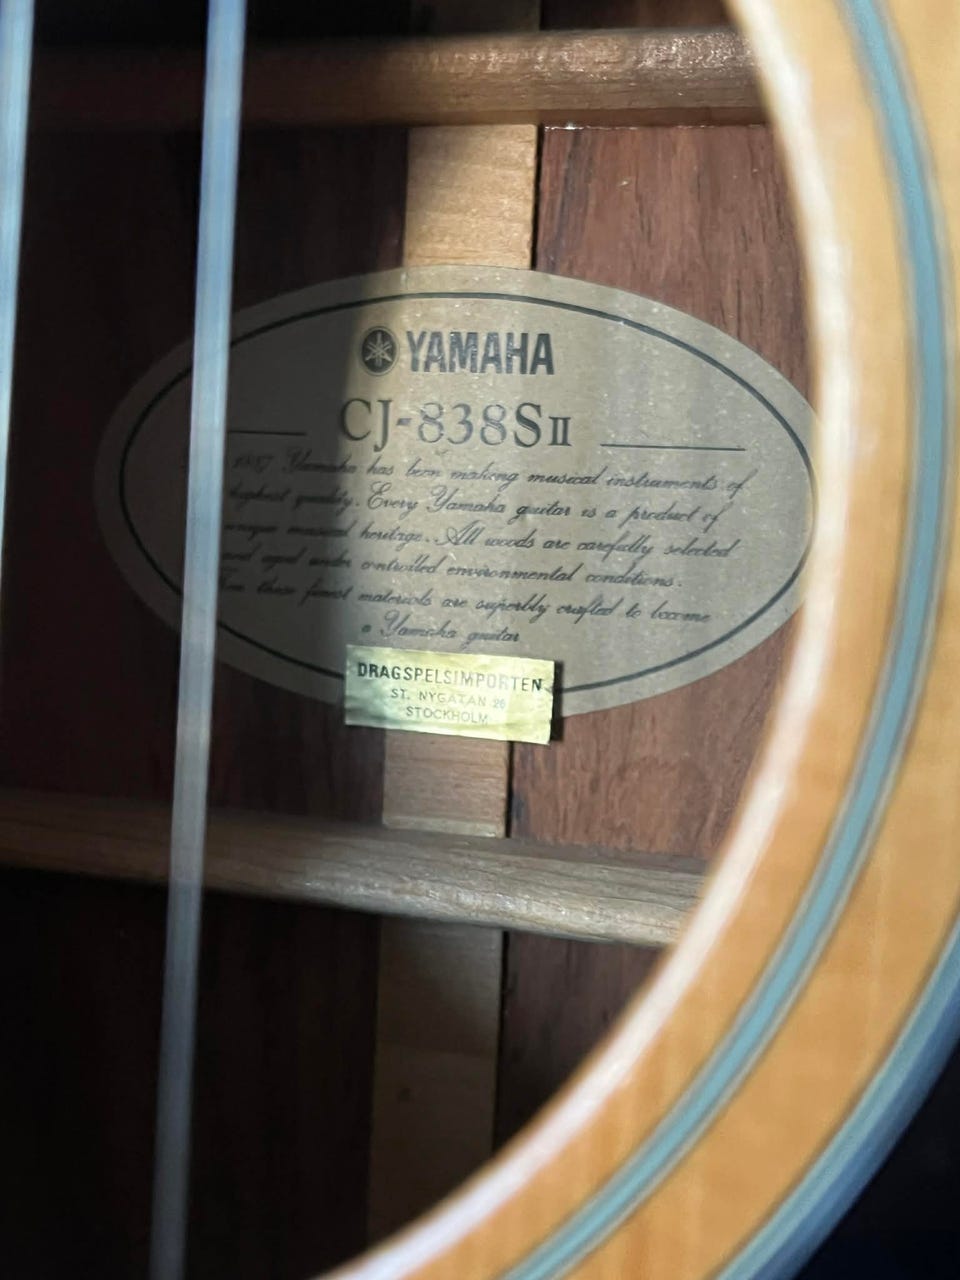 YAMAHA
CJ-838SII
1887 Yamaha has been making musical instruments of
highest quality. Every Yamaha guitar is a product of
unique musical heritage. All woods are carefully selected
and aged under controlled environmental conditions.
these finest materials are superbly crafted to become
a Yamaha guitar
DRAGSPELSIMPORTEN
ST. NYGATAN 26
STOCKHOLM